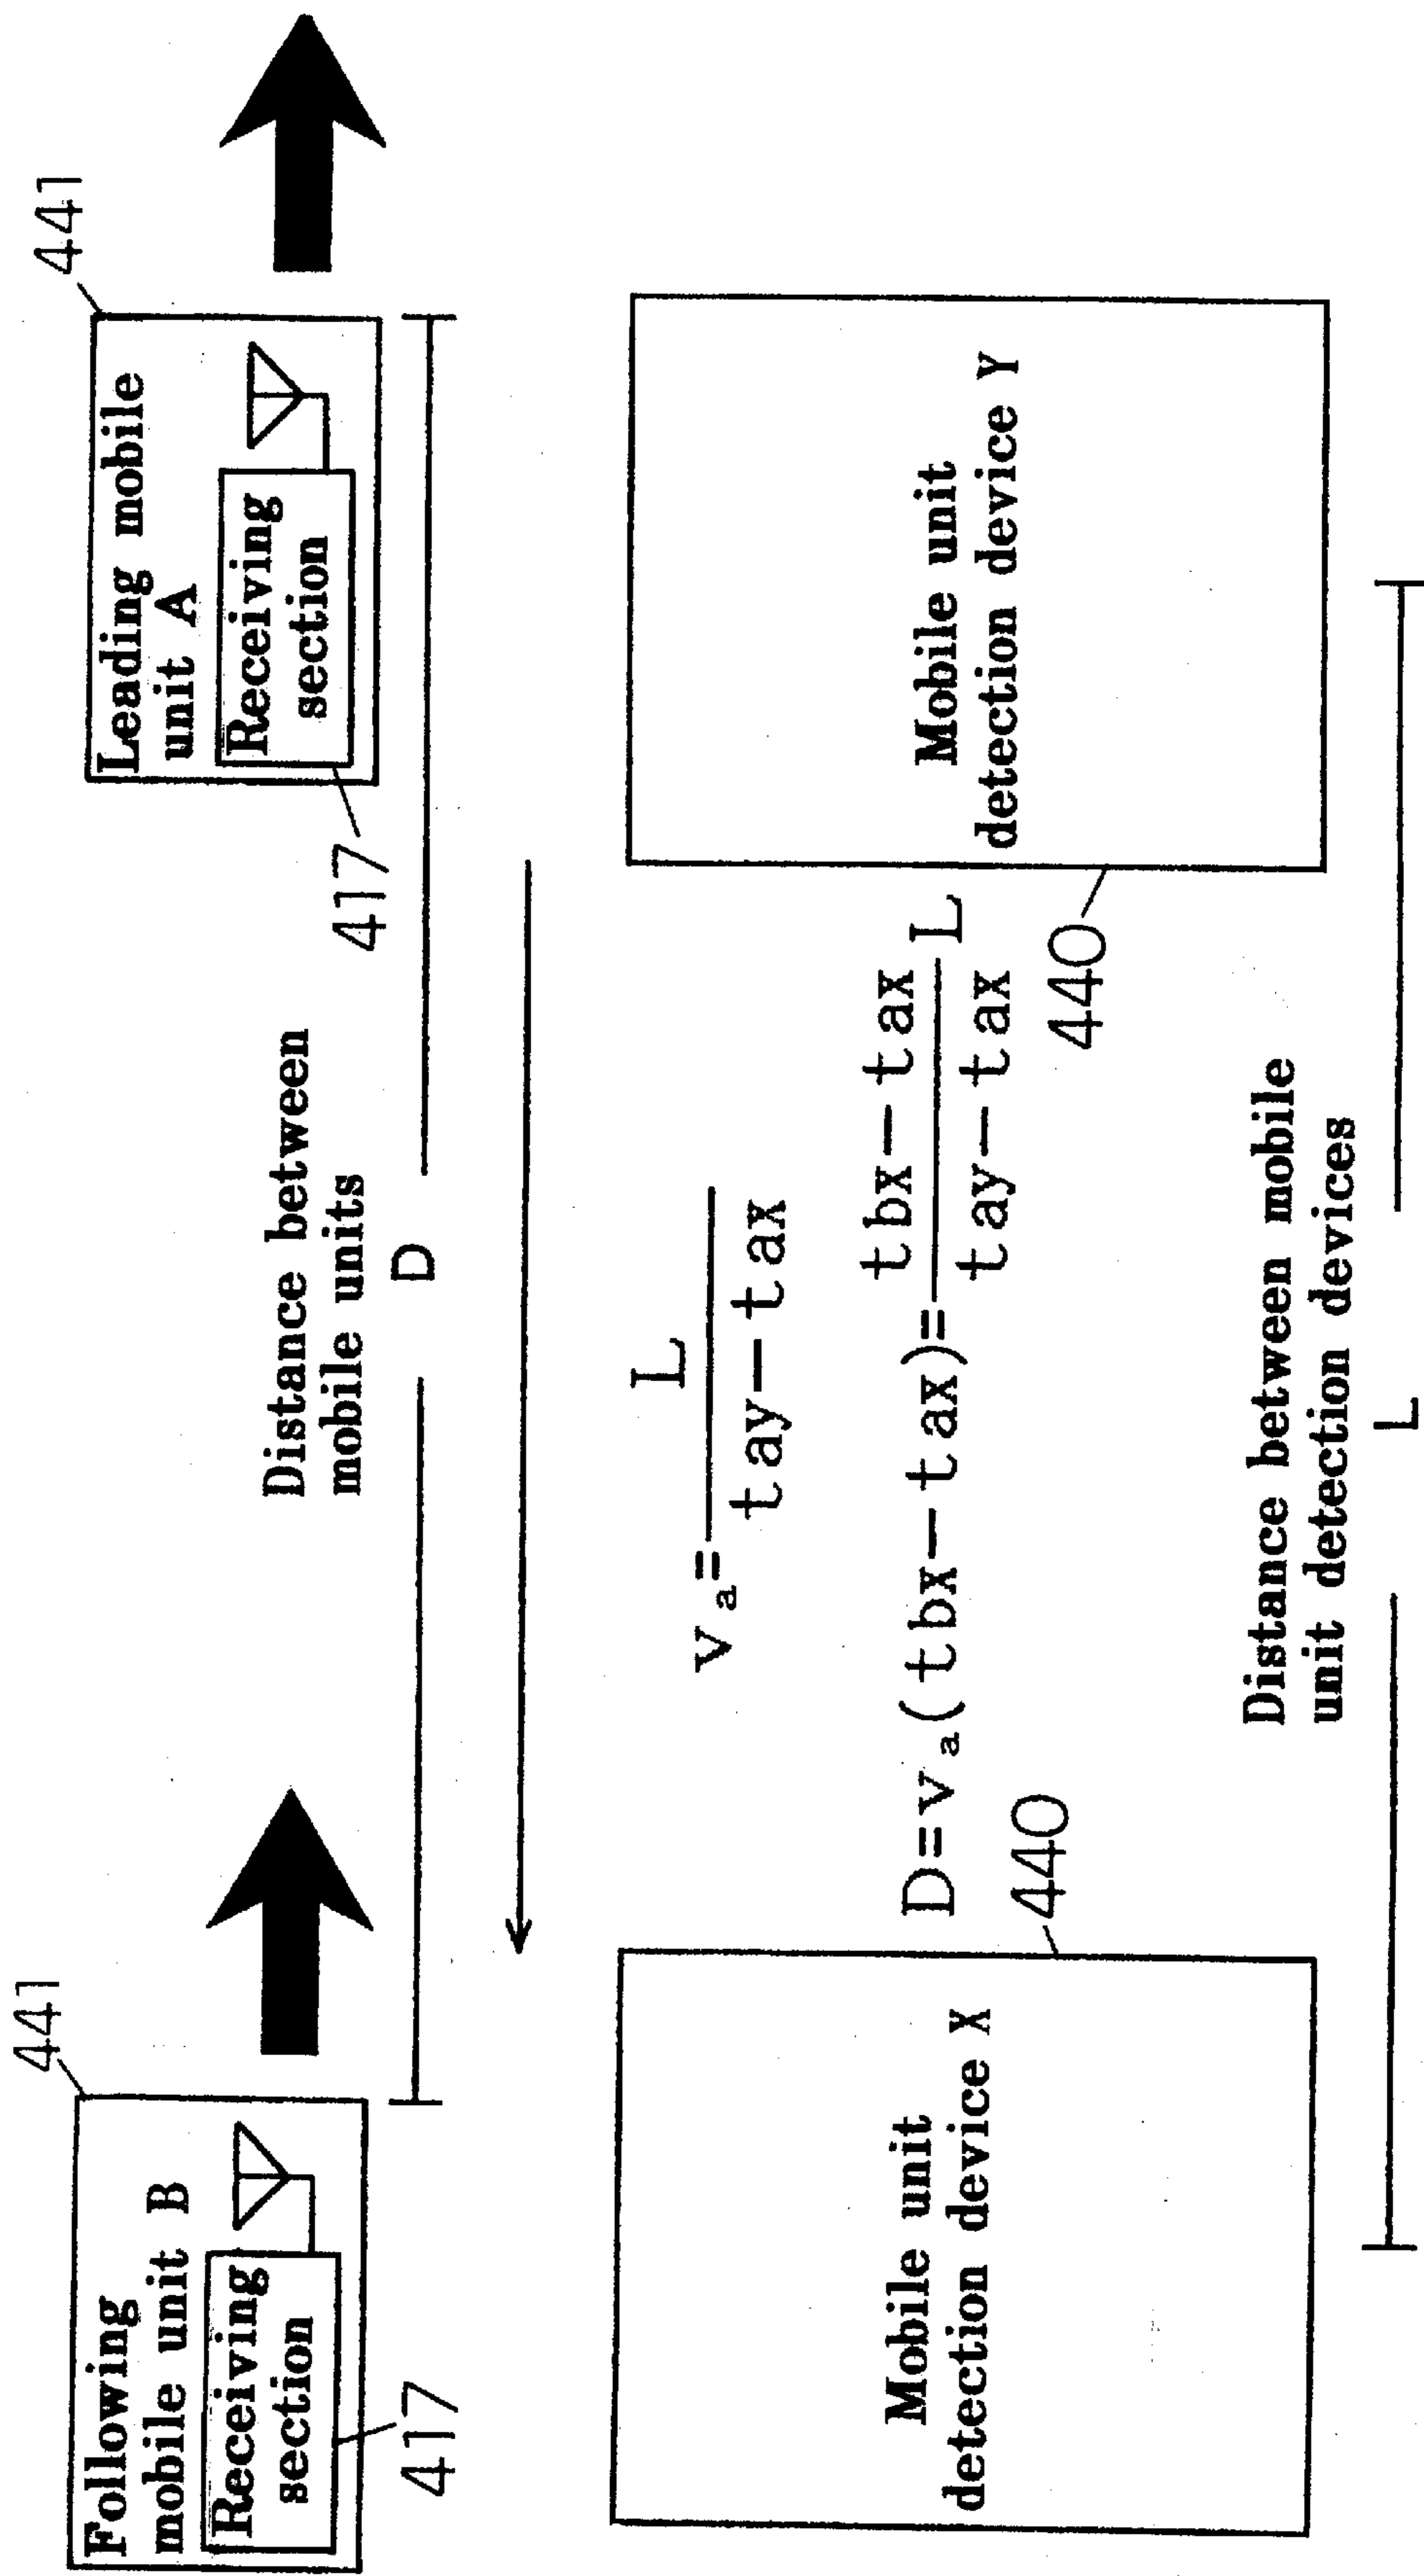 Following
mobile unit B
Receiving
section
441
417
Distance between
mobile units
D
Leading mobile
unit A
Receiving
section
441
417
Mobile unit
detection device X
440
va = L
tay-tax
D=va(tbx-tax)= tbx-tax L
tay-tax
Mobile unit
detection device Y
440
Distance between mobile
unit detection devices
L